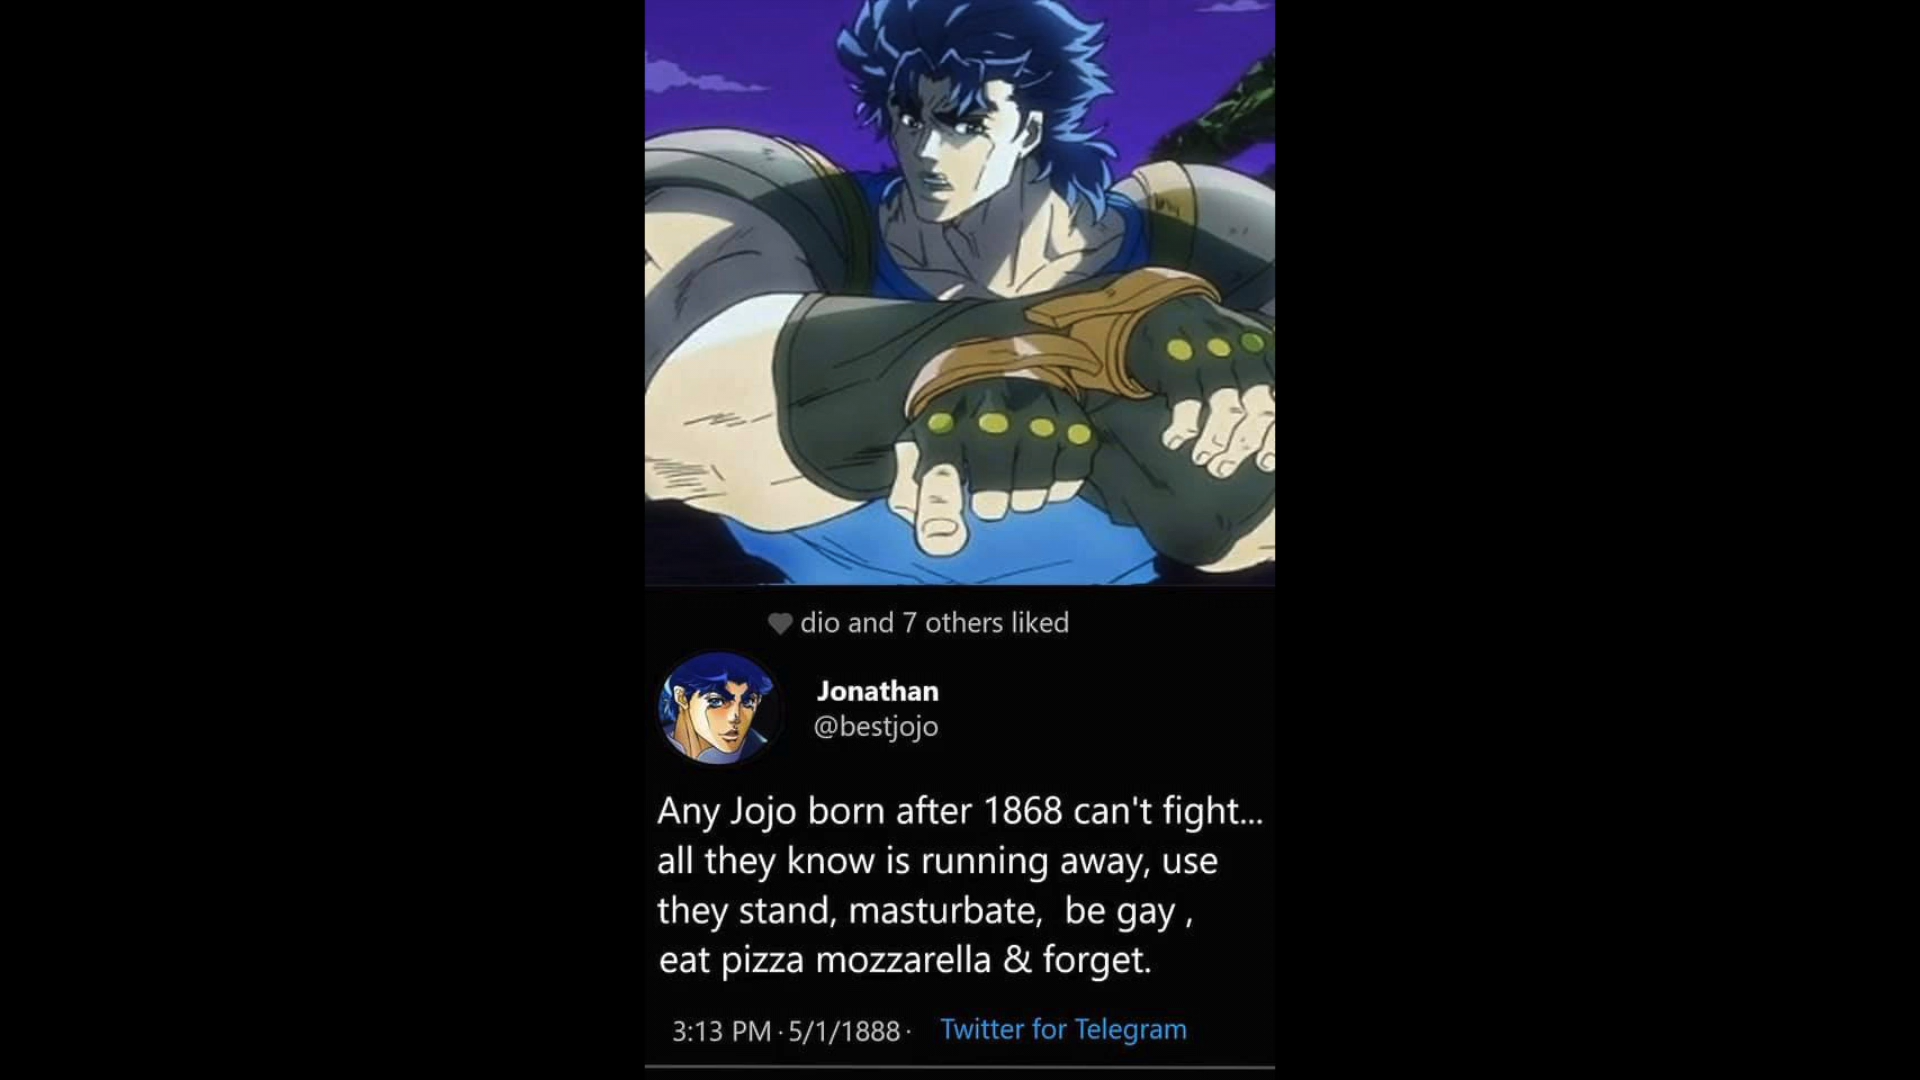 dio and 7 others liked
Jonathan
@bestjojo
Any Jojo born after 1868 can't fight...
all they know is running away, use
they stand, masturbate,  be gay ,
eat pizza mozzarella & forget.
3:13 PM · 5/1/1888 · Twitter for Telegram